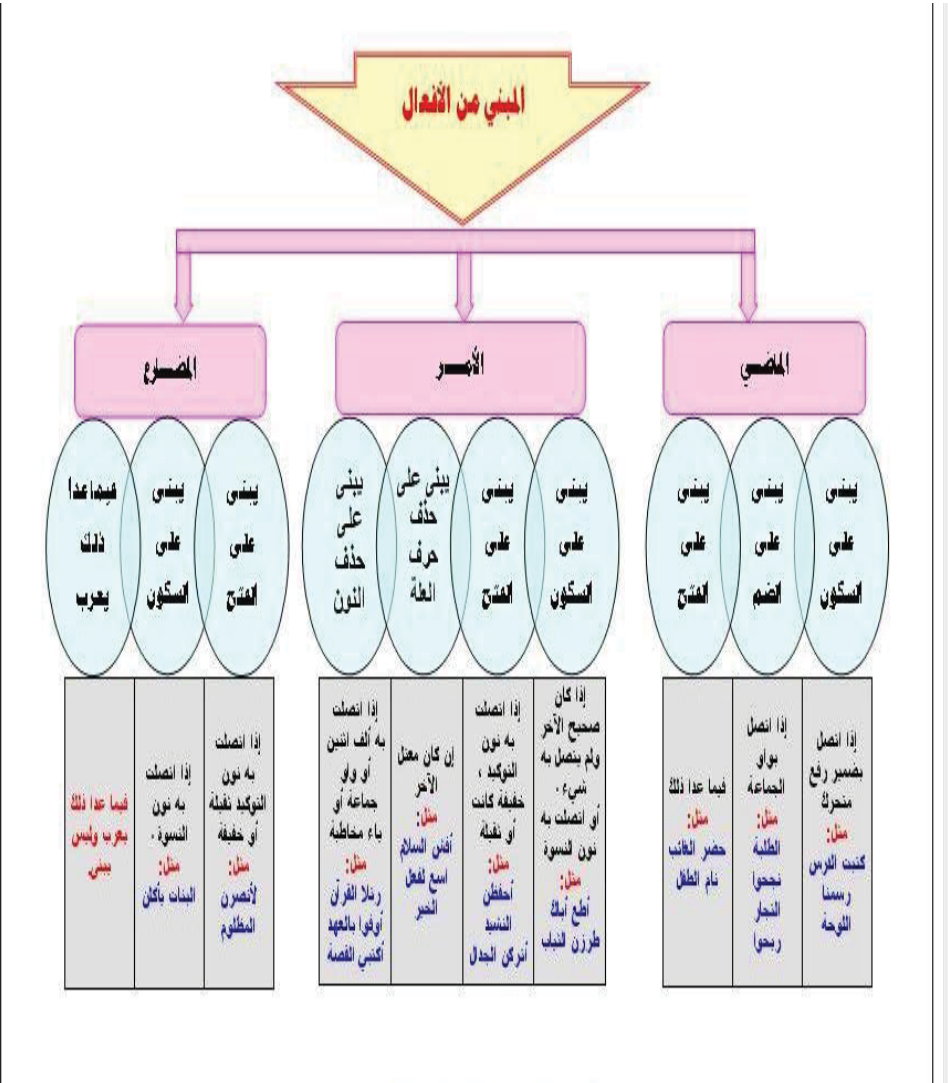 المبني من الأفعال
الماضـــي
الأمـــر
المضـــارع
يبنى
على
السكون
يبنى
على
الضم
يبنى
على
الفتح
يبنى
على
السكون
يبنى
على
الفتح
يبنى على
حذف
حرف
العلة
يبنى
على
حذف
النون
يبنى
على
الفتح
يبنى
على
السكون
فيما عدا
ذلك
يعرب
إذا اتصل
بضمير رفع
متحرك
مثل:
كتبت الدرس
رسمنا
اللوحة
إذا اتصل
بواو
الجماعة
مثل:
الطلبة
نجحوا
التجار
ربحوا
فيما عدا ذلك
مثل:
حضر الغائب
نام الطفل
إذا كان
صحيح الآخر
ولم يتصل به
شيء ،
أو اتصلت به
نون النسوة
مثل:
أطع أباك
طرزن الثياب
إذا اتصلت
به نون
التوكيد ،
خفيفة كانت
أو ثقيلة
مثل:
أحفظن
النشيد
أتركن الجدال
إن كان معتل
الآخر
مثل:
أفش السلام
اسع لفعل
الخير
إذا اتصلت
به ألف اثنين
أو واو
جماعة أو
ياء مخاطبة
مثل:
رتلا القرآن
أوفوا بالعهد
أكتبي القصة
إذا اتصلت
به نون
التوكيد ثقيلة
أو خفيفة
مثل:
لأنصرن
المظلوم
إذا اتصلت
به نون
النسوة ،
مثل:
البنات يأكلن
فيما عدا ذلك
يعرب وليس
يبنى.